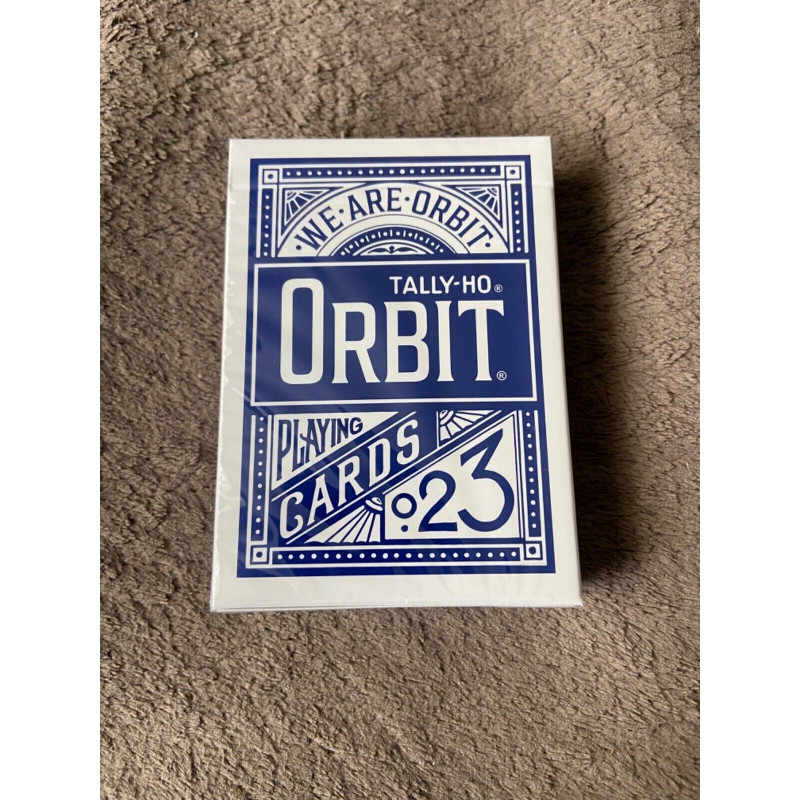 ·WE·ARE·ORBIT·
TALLY-HO®
ORBIT®
PLAYING
CARDS
º23